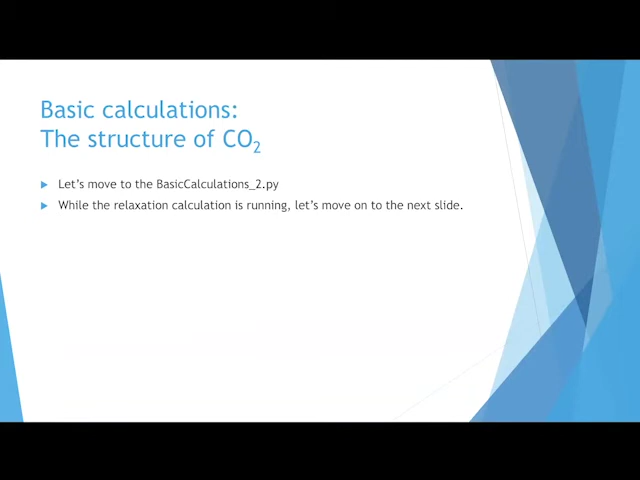 Basic calculations:
The structure of CO₂
Let's move to the BasicCalculations_2.py
While the relaxation calculation is running, let's move on to the next slide.